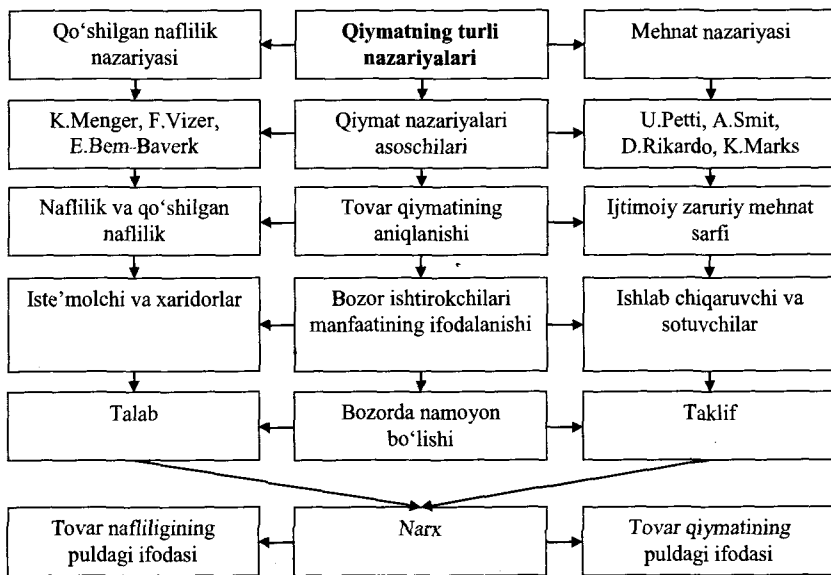 Qo‘shilgan naflilik
nazariyasi
Qiymatning turli
nazariyalari
Mehnat nazariyasi
K.Menger, F.Vizer,
E.Bem-Baverk
Qiymat nazariyalari
asoschilari
U.Petti, A.Smit,
D.Rikardo, K.Marks
Naflilik va qo‘shilgan
naflilik
Tovar qiymatining
aniqlanishi
Ijtimoiy zaruriy mehnat
sarfi
Iste’molchi va xaridorlar
Bozor ishtirokchilari
manfaatining ifodalanishi
Ishlab chiqaruvchi va
sotuvchilar
Talab
Bozorda namoyon
bo‘lishi
Taklif
Tovar nafliligining
puldagi ifodasi
Narx
Tovar qiymatining
puldagi ifodasi